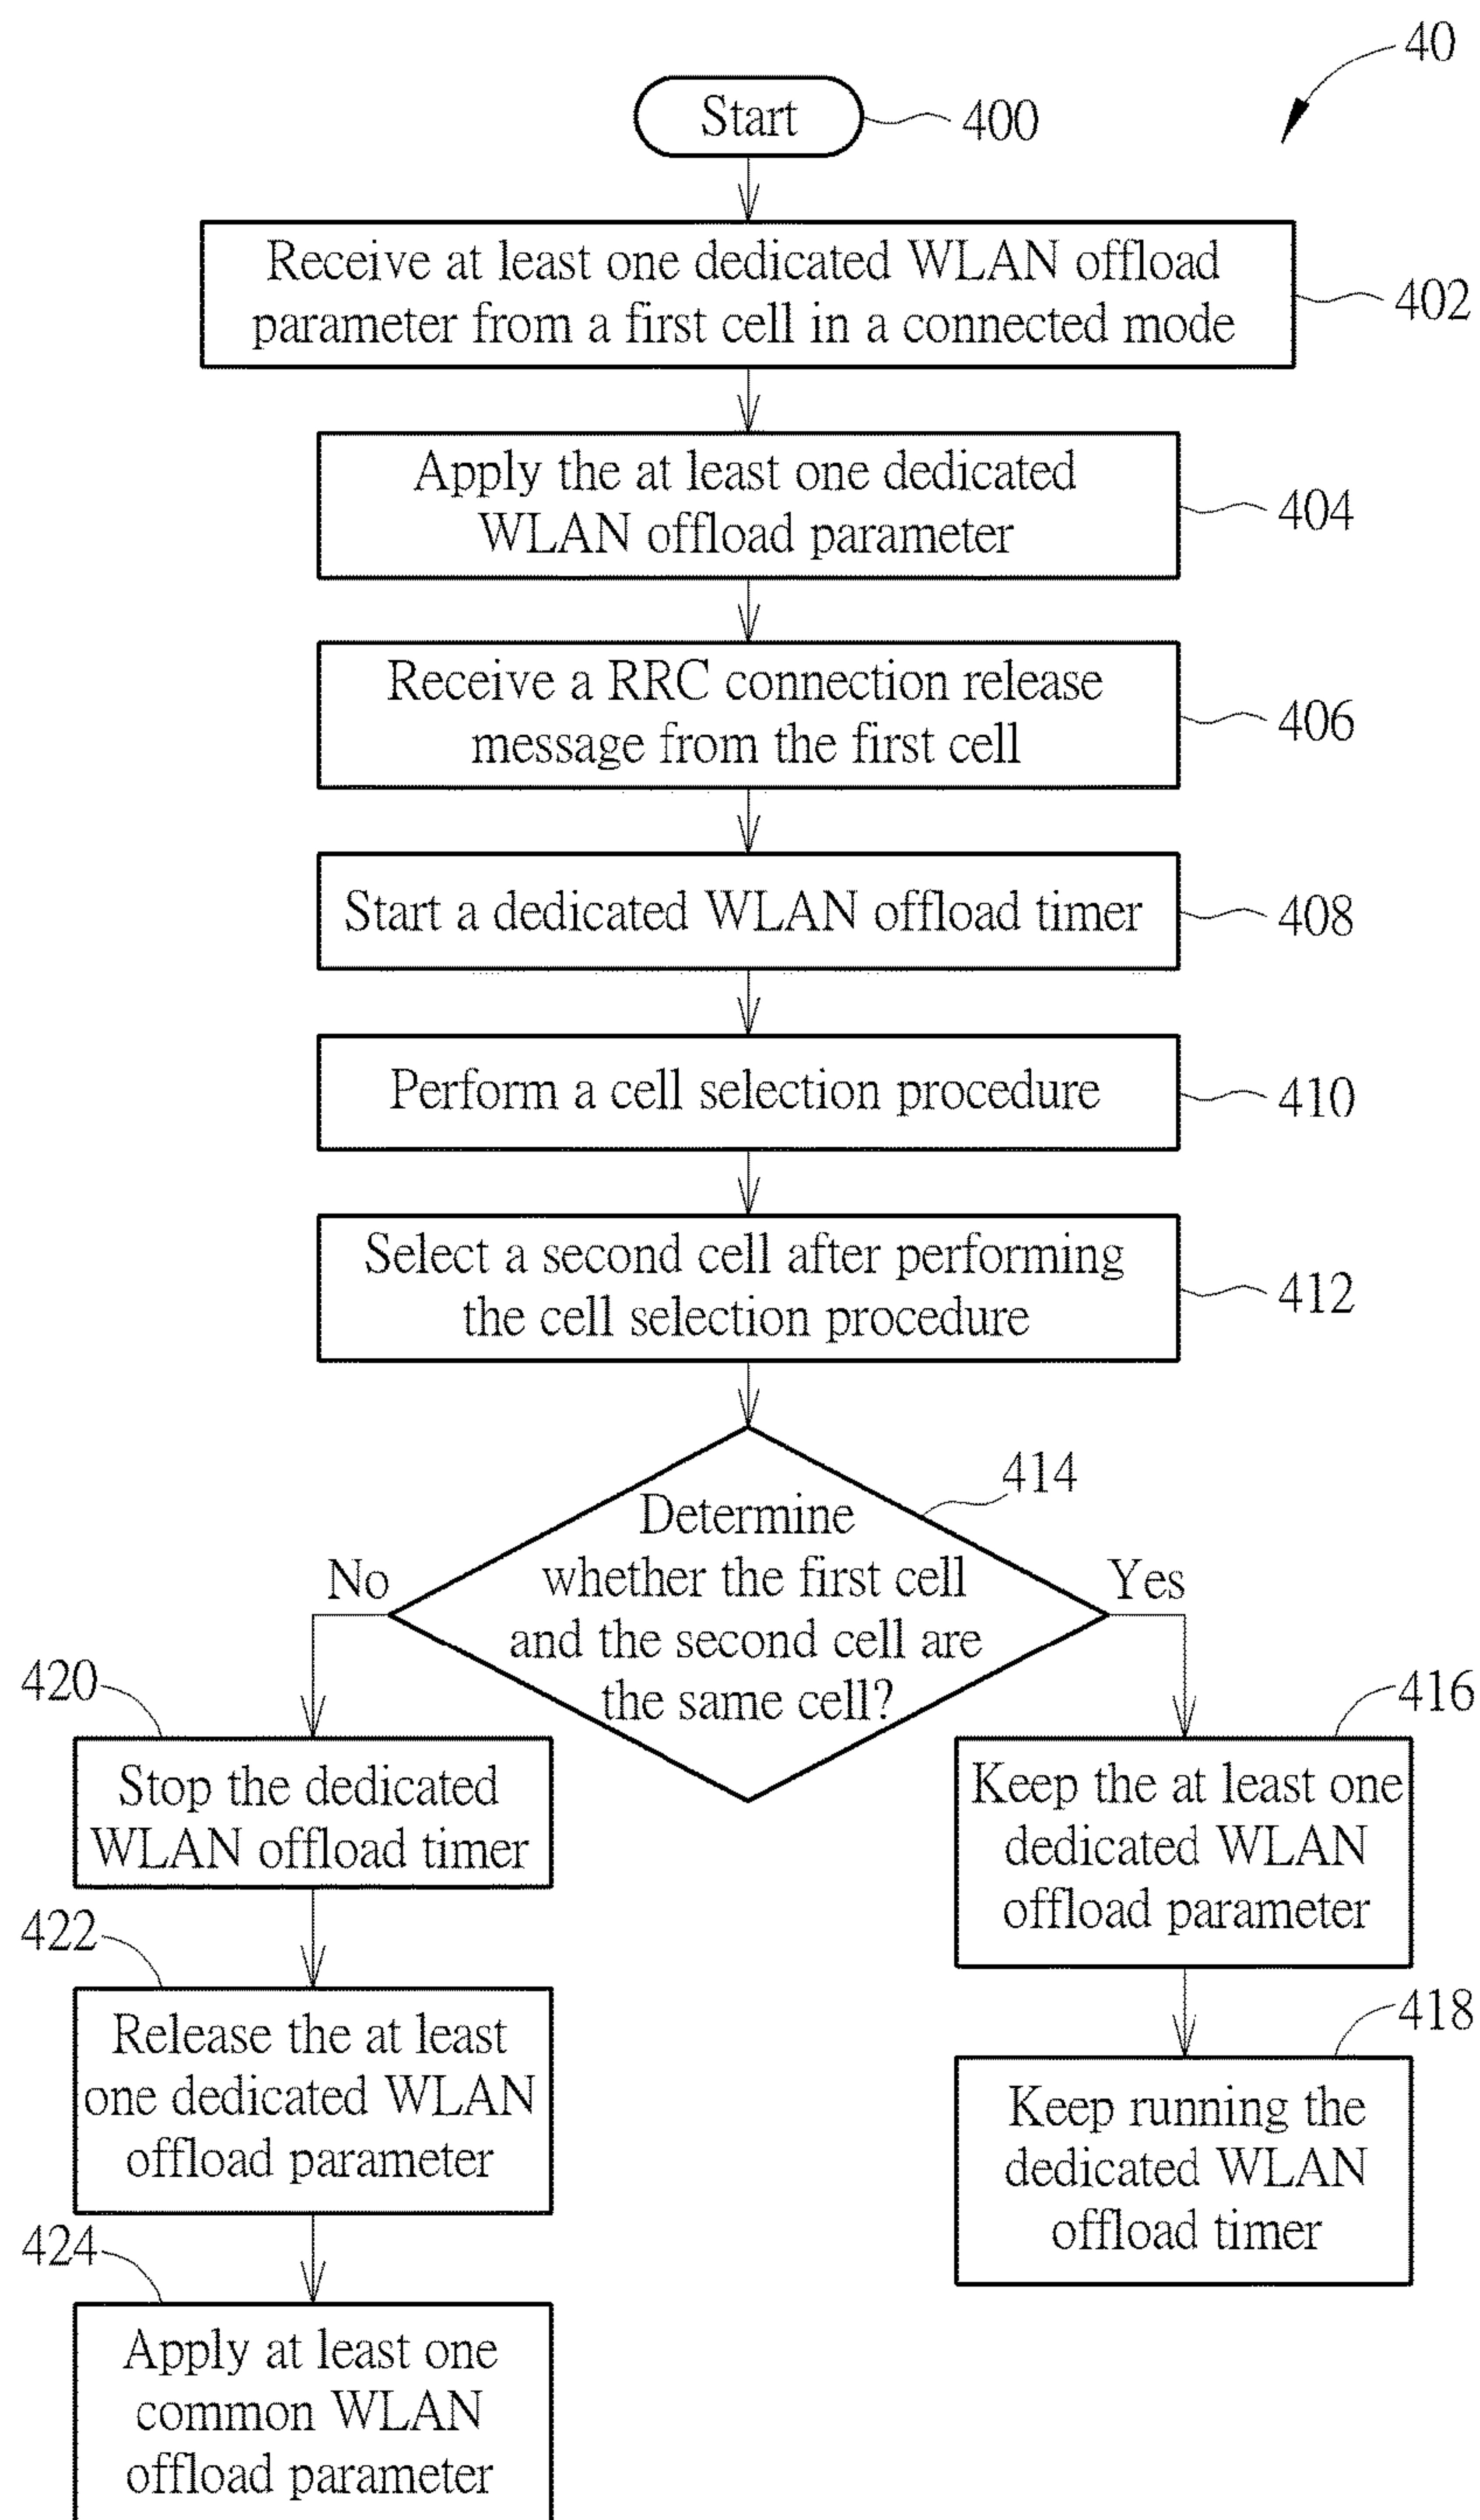 40
Start
400
Receive at least one dedicated WLAN offload
parameter from a first cell in a connected mode
402
Apply the at least one dedicated
WLAN offload parameter
404
Receive a RRC connection release
message from the first cell
406
Start a dedicated WLAN offload timer
408
Perform a cell selection procedure
410
Select a second cell after performing
the cell selection procedure
412
414
Determine
whether the first cell
and the second cell are
the same cell?
No
Yes
420
Stop the dedicated
WLAN offload timer
422
Release the at least
one dedicated WLAN
offload parameter
424
Apply at least one
common WLAN
offload parameter
416
Keep the at least one
dedicated WLAN
offload parameter
418
Keep running the
dedicated WLAN
offload timer